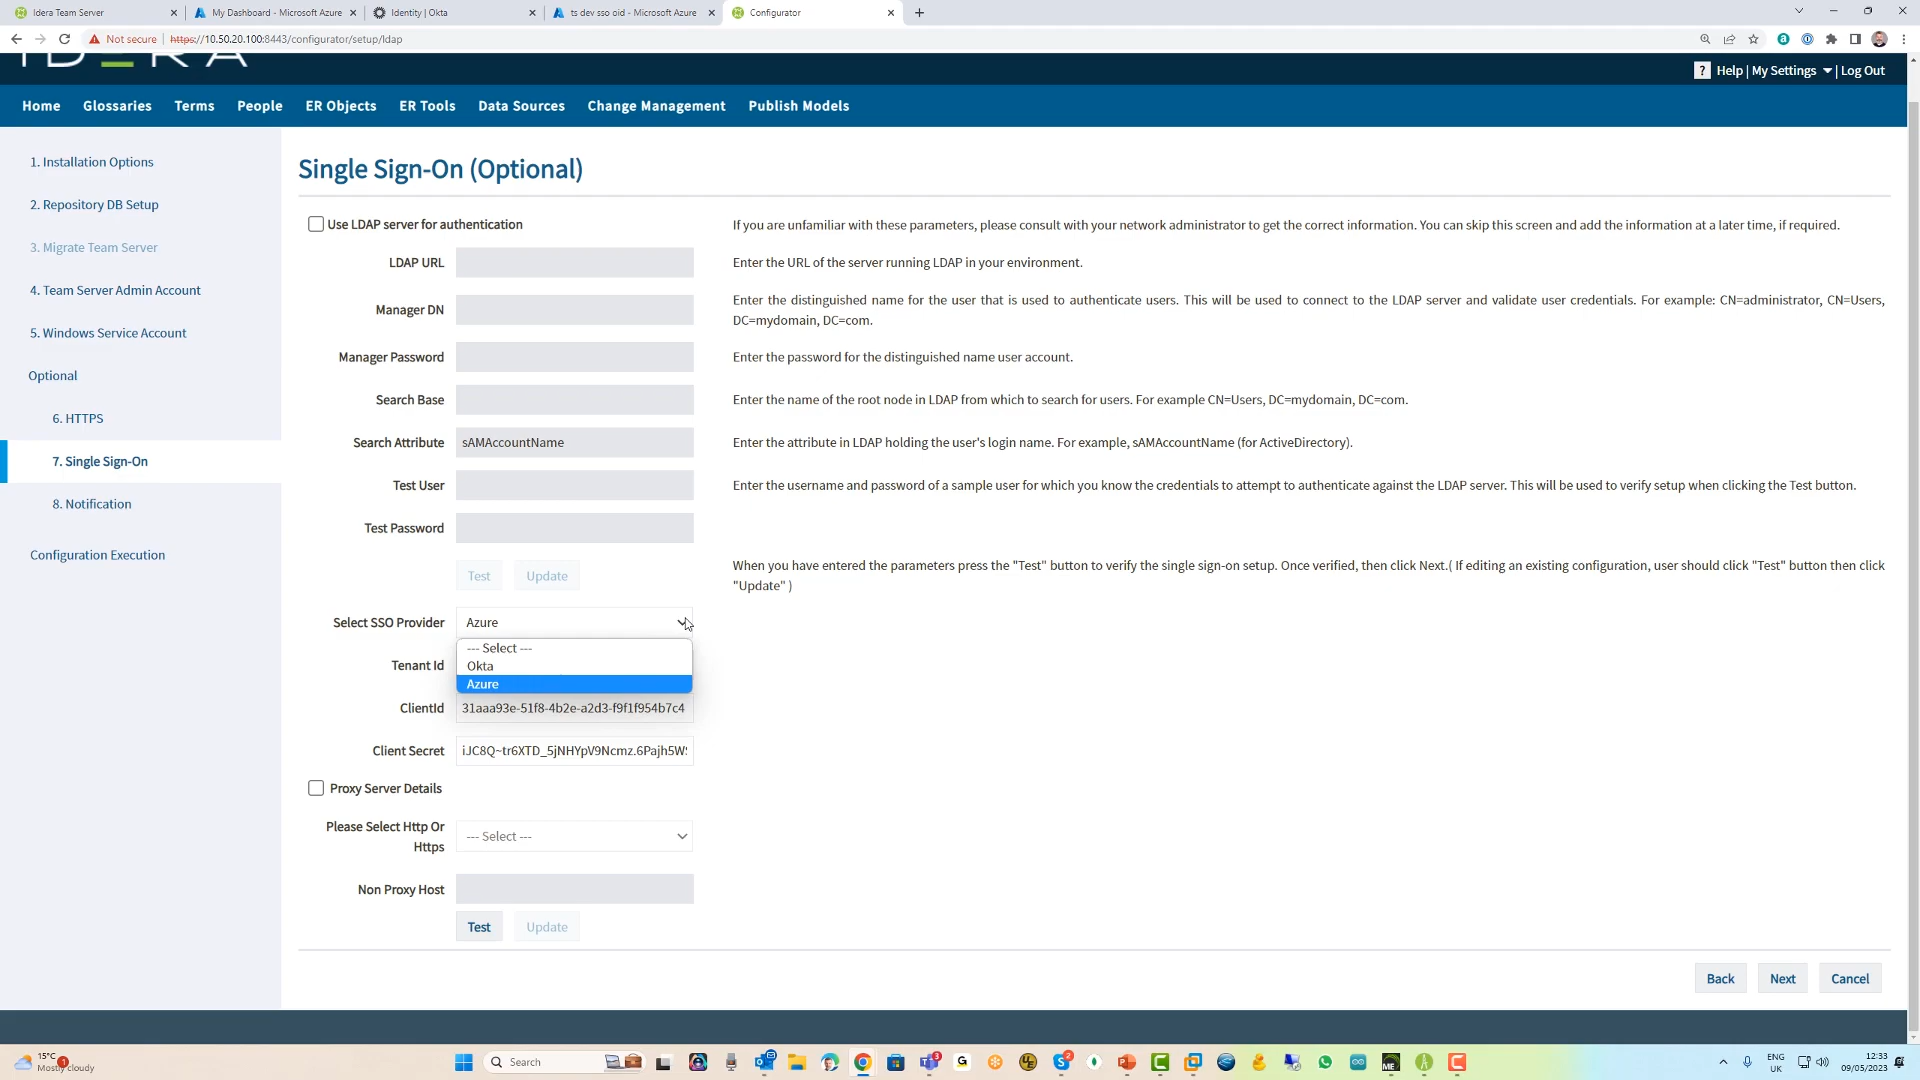 Idera Team Server
My Dashboard - Microsoft Azure
Identity | Okta
ts dev sso oid - Microsoft Azure
Configurator
Not secure
https://10.50.20.100:8443/configurator/setup/ldap
IDERA
? Help | My Settings | Log Out
Home
Glossaries
Terms
People
ER Objects
ER Tools
Data Sources
Change Management
Publish Models
1. Installation Options
2. Repository DB Setup
3. Migrate Team Server
4. Team Server Admin Account
5. Windows Service Account
Optional
6. HTTPS
7. Single Sign-On
8. Notification
Configuration Execution
Single Sign-On (Optional)
Use LDAP server for authentication
If you are unfamiliar with these parameters, please consult with your network administrator to get the correct information. You can skip this screen and add the information at a later time, if required.
LDAP URL
Enter the URL of the server running LDAP in your environment.
Manager DN
Enter the distinguished name for the user that is used to authenticate users. This will be used to connect to the LDAP server and validate user credentials. For example: CN=administrator, CN=Users,
DC=mydomain, DC=com.
Manager Password
Enter the password for the distinguished name user account.
Search Base
Enter the name of the root node in LDAP from which to search for users. For example CN=Users, DC=mydomain, DC=com.
Search Attribute
sAMAccountName
Enter the attribute in LDAP holding the user's login name. For example, sAMAccountName (for ActiveDirectory).
Test User
Enter the username and password of a sample user for which you know the credentials to attempt to authenticate against the LDAP server. This will be used to verify setup when clicking the Test button.
Test Password
Test
Update
When you have entered the parameters press the "Test" button to verify the single sign-on setup. Once verified, then click Next.( If editing an existing configuration, user should click "Test" button then click
"Update" )
Select SSO Provider
Azure
--- Select ---
Okta
Azure
Tenant Id
ClientId
31aaa93e-51f8-4b2e-a2d3-f9f1f954b7c4
Client Secret
iJC8Q~tr6XTD_5jNHYpV9Ncmz.6Pajh5W
Proxy Server Details
Please Select Http Or
Https
--- Select ---
Non Proxy Host
Test
Update
Back
Next
Cancel
15°C
Mostly cloudy
1
Search
3
2
G
UE
ME
ENG
UK
12:33
09/05/2023